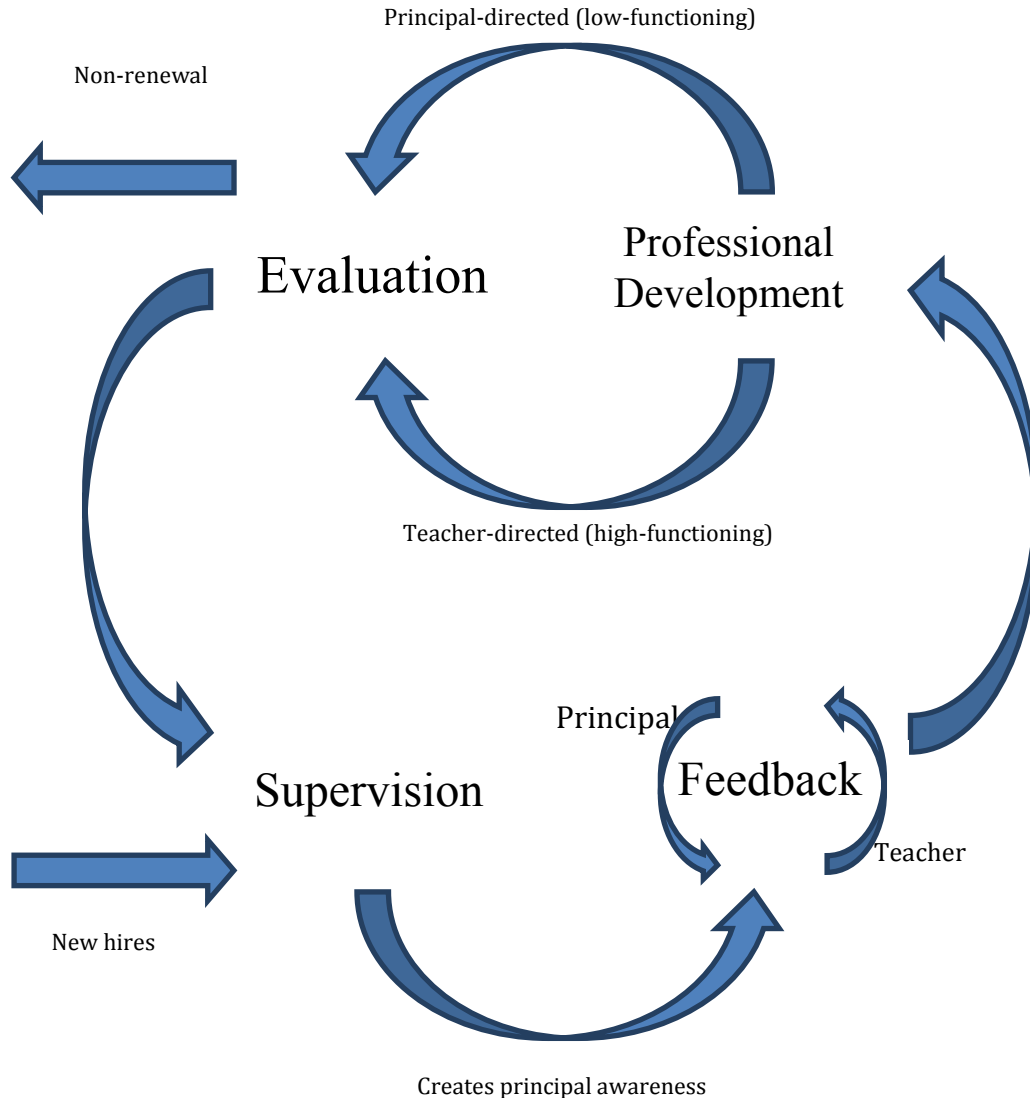 Principal-directed (low-functioning)
Non-renewal
Evaluation
Professional
Development
Teacher-directed (high-functioning)
Principal
Feedback
Supervision
Teacher
New hires
Creates principal awareness